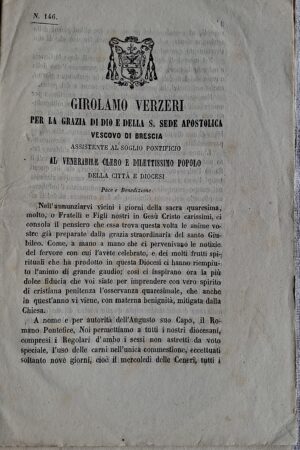 N. 146.
GIROLAMO VERZERI
PER LA GRAZIA DI DIO E DELLA S. SEDE APOSTOLICA
VESCOVO DI BRESCIA
ASSISTENTE AL SOGLIO PONTIFICIO
AL VENERABILE CLERO E DILETTISSIMO POPOLO
DELLA CITTÀ E DIOCESI
Pace e Benedizione.
Nell'annunziarvi vicini i giorni della sacra quaresima,
molto, o Fratelli e Figli nostri in Gesù Cristo carissimi, ci
consola il pensiero che essa trova questa volta le anime vo-
stre già preparate dalla grazia straordinaria del santo Giu-
bileo. Come, a mano a mano che ci pervenivano le notizie
del fervore con cui l'avete celebrato, e dei molti frutti spi-
rituali che ha prodotto in questa Diocesi ci hanno riempiu-
to l'animo di grande gaudio; così ci inspirano ora la più
dolce fiducia che voi siate per imprendere con vero spirito
di cristiana penitenza l'osservanza quaresimale, che anche
in quest'anno vi viene, con materna benignità, mitigata dalla
Chiesa.
A nome e per autorità dell'Augusto suo Capo, il Ro-
mano Pontefice, Noi permettiamo a tutti i nostri diocesani,
compresi i Regolari d'ambo i sessi non astretti da voto
speciale, l'uso delle carni nell'unica commestione, eccettuati
soltanto nove giorni, cioè il mercoledì delle Ceneri, tutti i